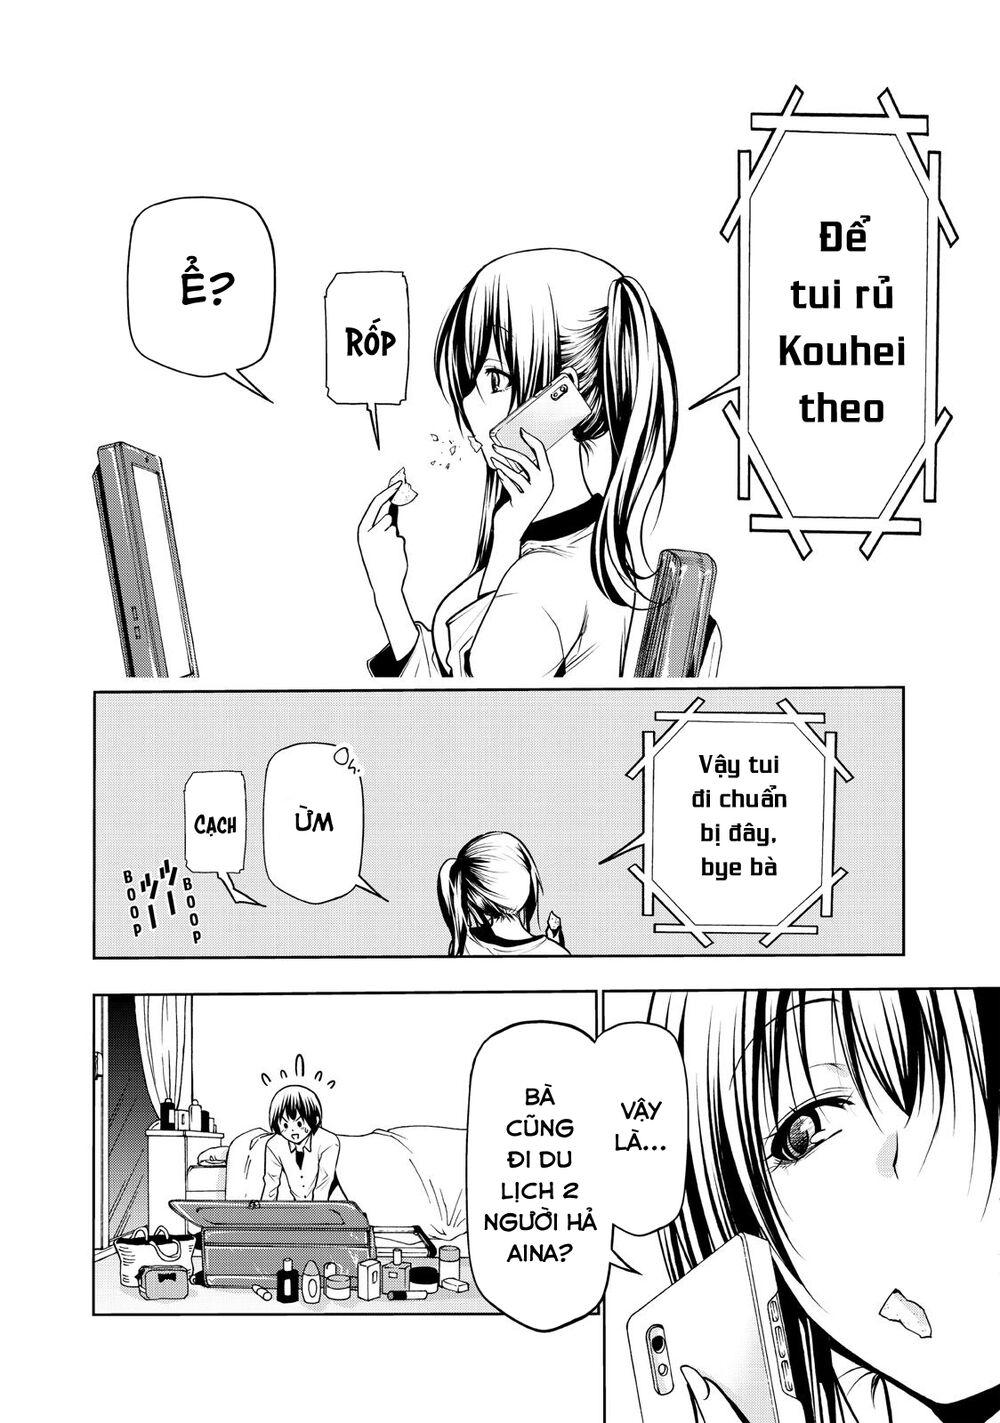 Để
tui rủ
Kouhei
theo
RỐP
Ể?
Vậy tui
đi chuẩn
bị đây,
bye bà
Oh.
ỪM
CẠCH
BOOP
BOOP
VẬY
LÀ...
BÀ
CŨNG
ĐI DU
LỊCH 2
NGƯỜI HẢ
AINA?